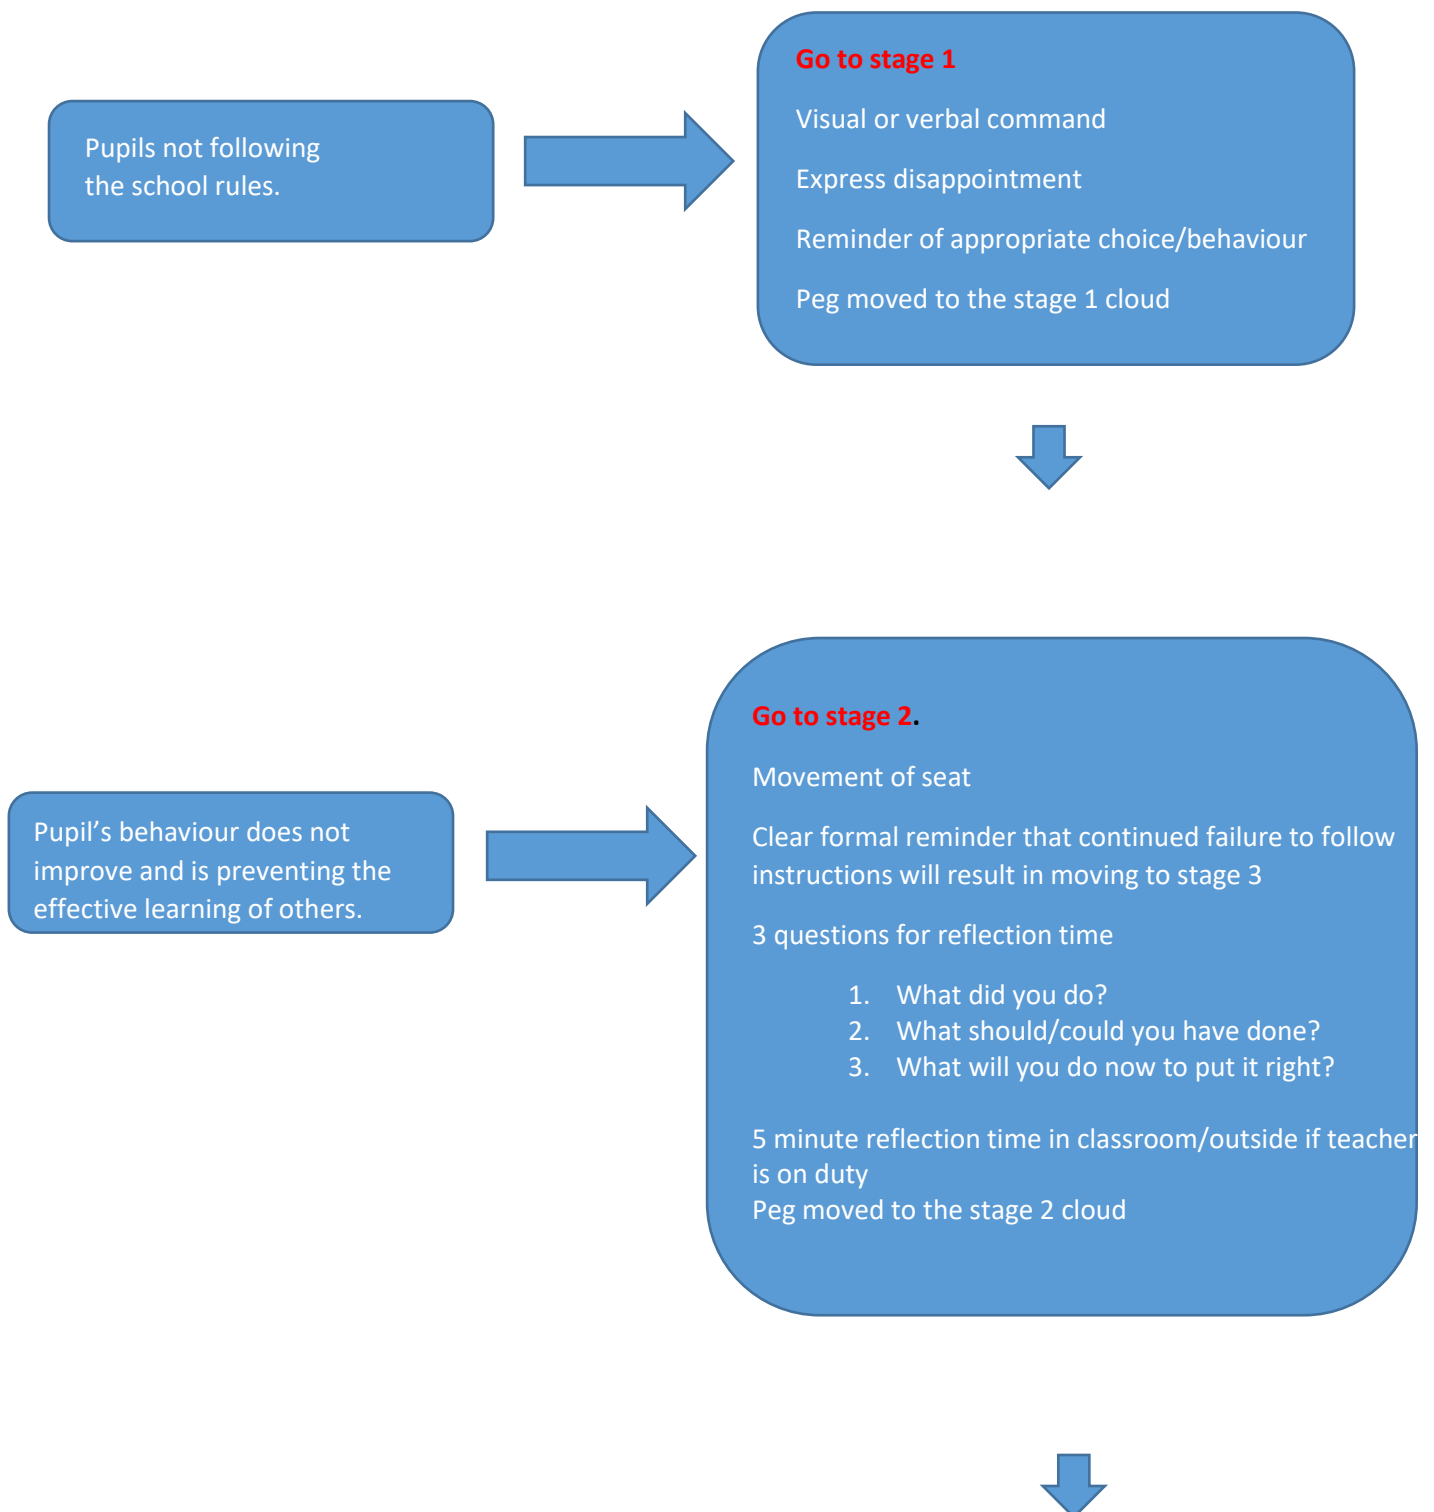 Go to stage 1
Visual or verbal command
Express disappointment
Reminder of appropriate choice/behaviour
Peg moved to the stage 1 cloud
Pupils not following
the school rules.
Go to stage 2.
Movement of seat
Clear formal reminder that continued failure to follow
instructions will result in moving to stage 3
3 questions for reflection time
1. What did you do?
2. What should/could you have done?
3. What will you do now to put it right?
5 minute reflection time in classroom/outside if teacher
is on duty
Peg moved to the stage 2 cloud
Pupil’s behaviour does not
improve and is preventing the
effective learning of others.